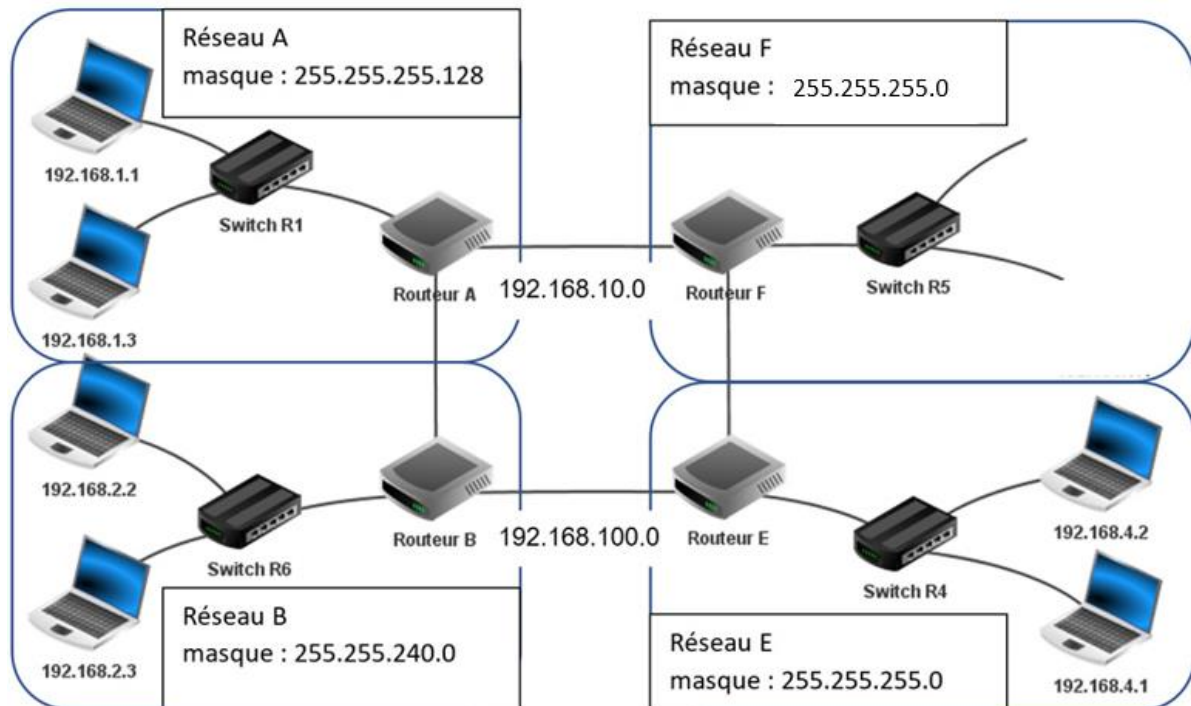 Réseau A
masque : 255.255.255.128
192.168.1.1
Switch R1
Routeur A
192.168.1.3
192.168.10.0
Réseau F
masque : 255.255.255.0
Routeur F
Switch R5
192.168.2.2
Switch R6
Routeur B
192.168.2.3
Réseau B
masque : 255.255.240.0
192.168.100.0
Routeur E
192.168.4.2
Switch R4
192.168.4.1
Réseau E
masque : 255.255.255.0